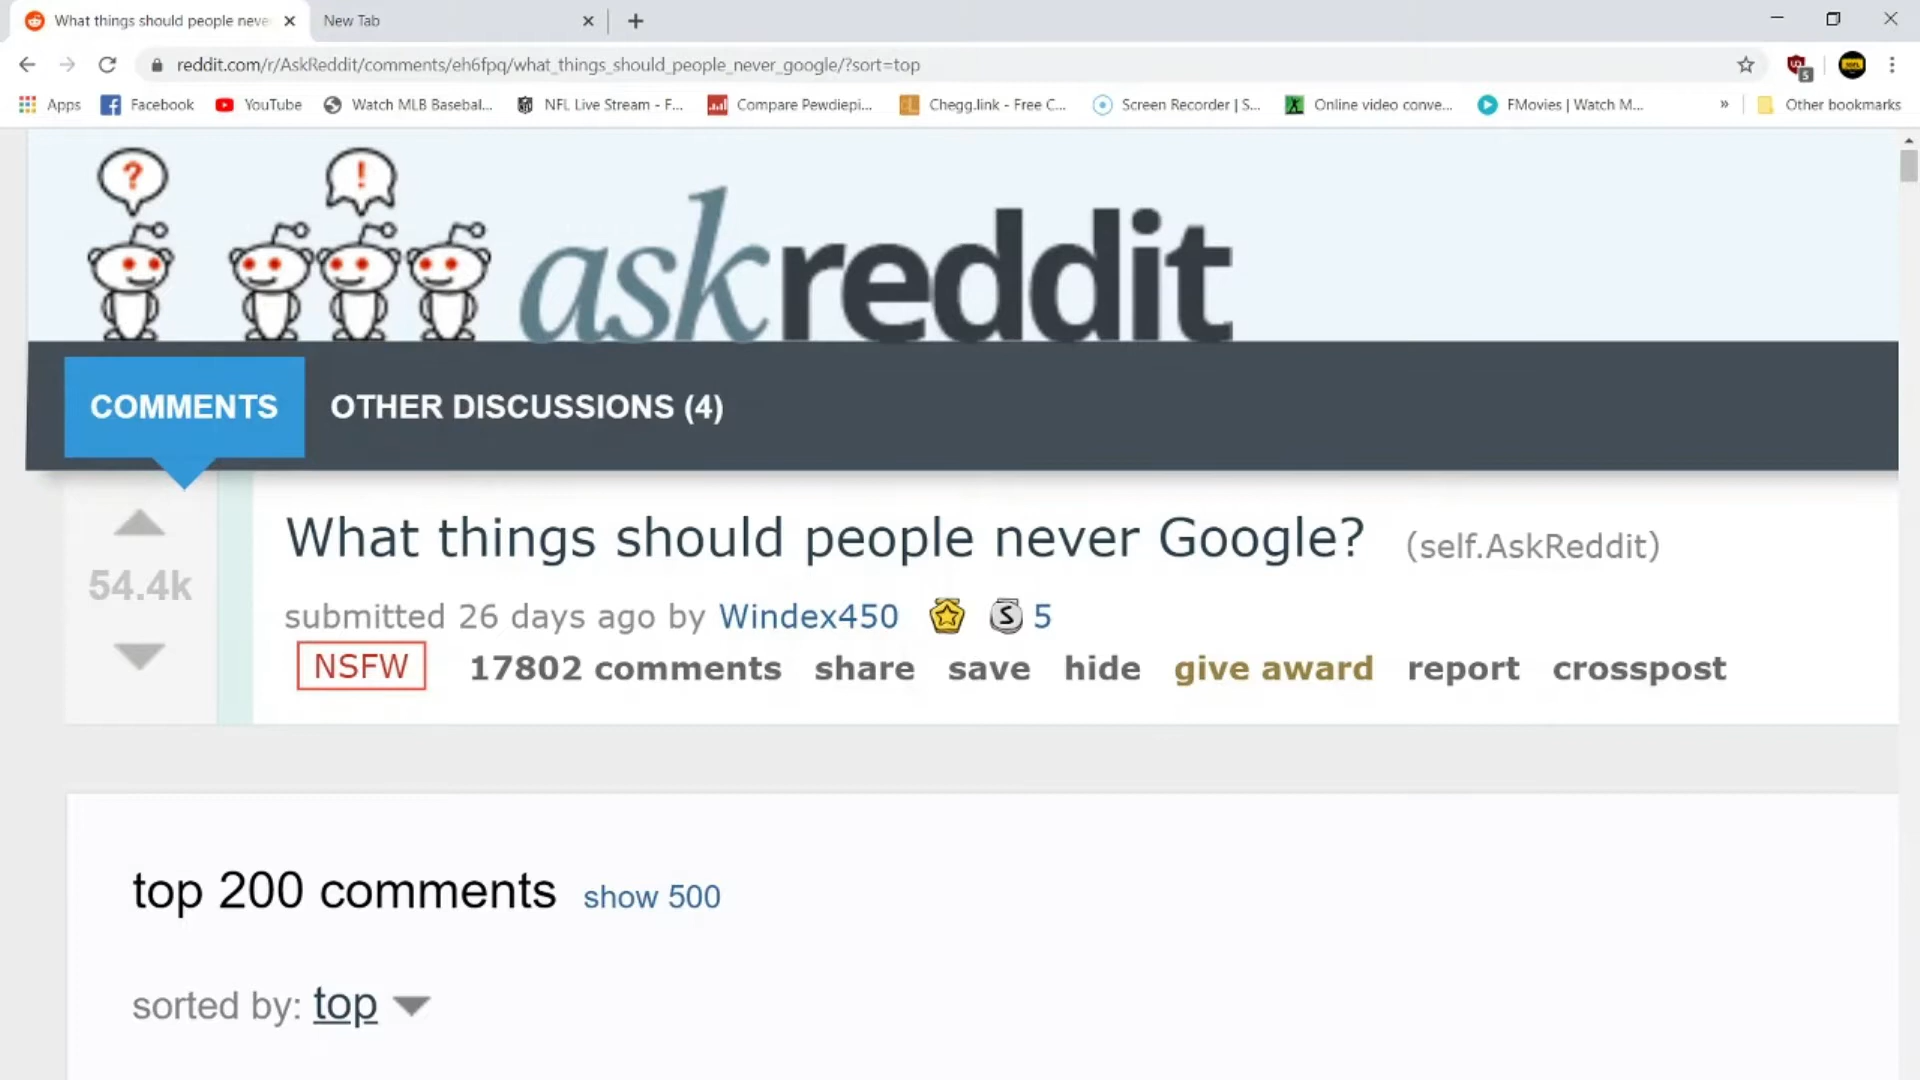 What things should people neve
New Tab
reddit.com/r/AskReddit/comments/eh6fpq/what_things_should_people_never_google/?sort=top
Apps Facebook YouTube Watch MLB Basebal... NFL Live Stream - F... Compare Pewdiepi... Chegg.link - Free C... Screen Recorder | S... Online video conve... FMovies | Watch M... » Other bookmarks
? !
askreddit
COMMENTS OTHER DISCUSSIONS (4)
What things should people never Google? (self.AskReddit)
54.4k
submitted 26 days ago by Windex450 S 5
NSFW 17802 comments share save hide give award report crosspost
top 200 comments show 500
sorted by: top